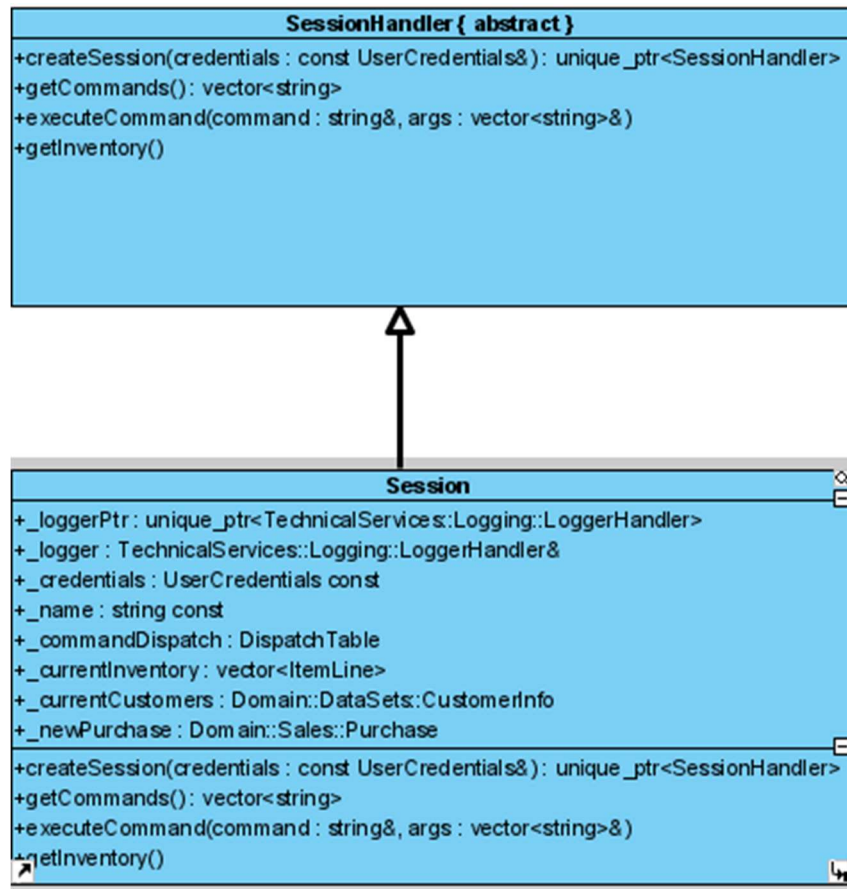 SessionHandler { abstract }
+createSession(credentials : const UserCredentials&) : unique_ptr<SessionHandler>
+getCommands() : vector<string>
+executeCommand(command : string&, args : vector<string>&)
+getInventory()
Session
+_loggerPtr : unique_ptr<TechnicalServices::Logging::LoggerHandler>
+_logger : TechnicalServices::Logging::LoggerHandler&
+_credentials : UserCredentials const
+_name : string const
+_commandDispatch : DispatchTable
+_currentInventory : vector<ItemLine>
+_currentCustomers : Domain::DataSets::CustomerInfo
+_newPurchase : Domain::Sales::Purchase
+createSession(credentials : const UserCredentials&) : unique_ptr<SessionHandler>
+getCommands() : vector<string>
+executeCommand(command : string&, args : vector<string>&)
+getInventory()